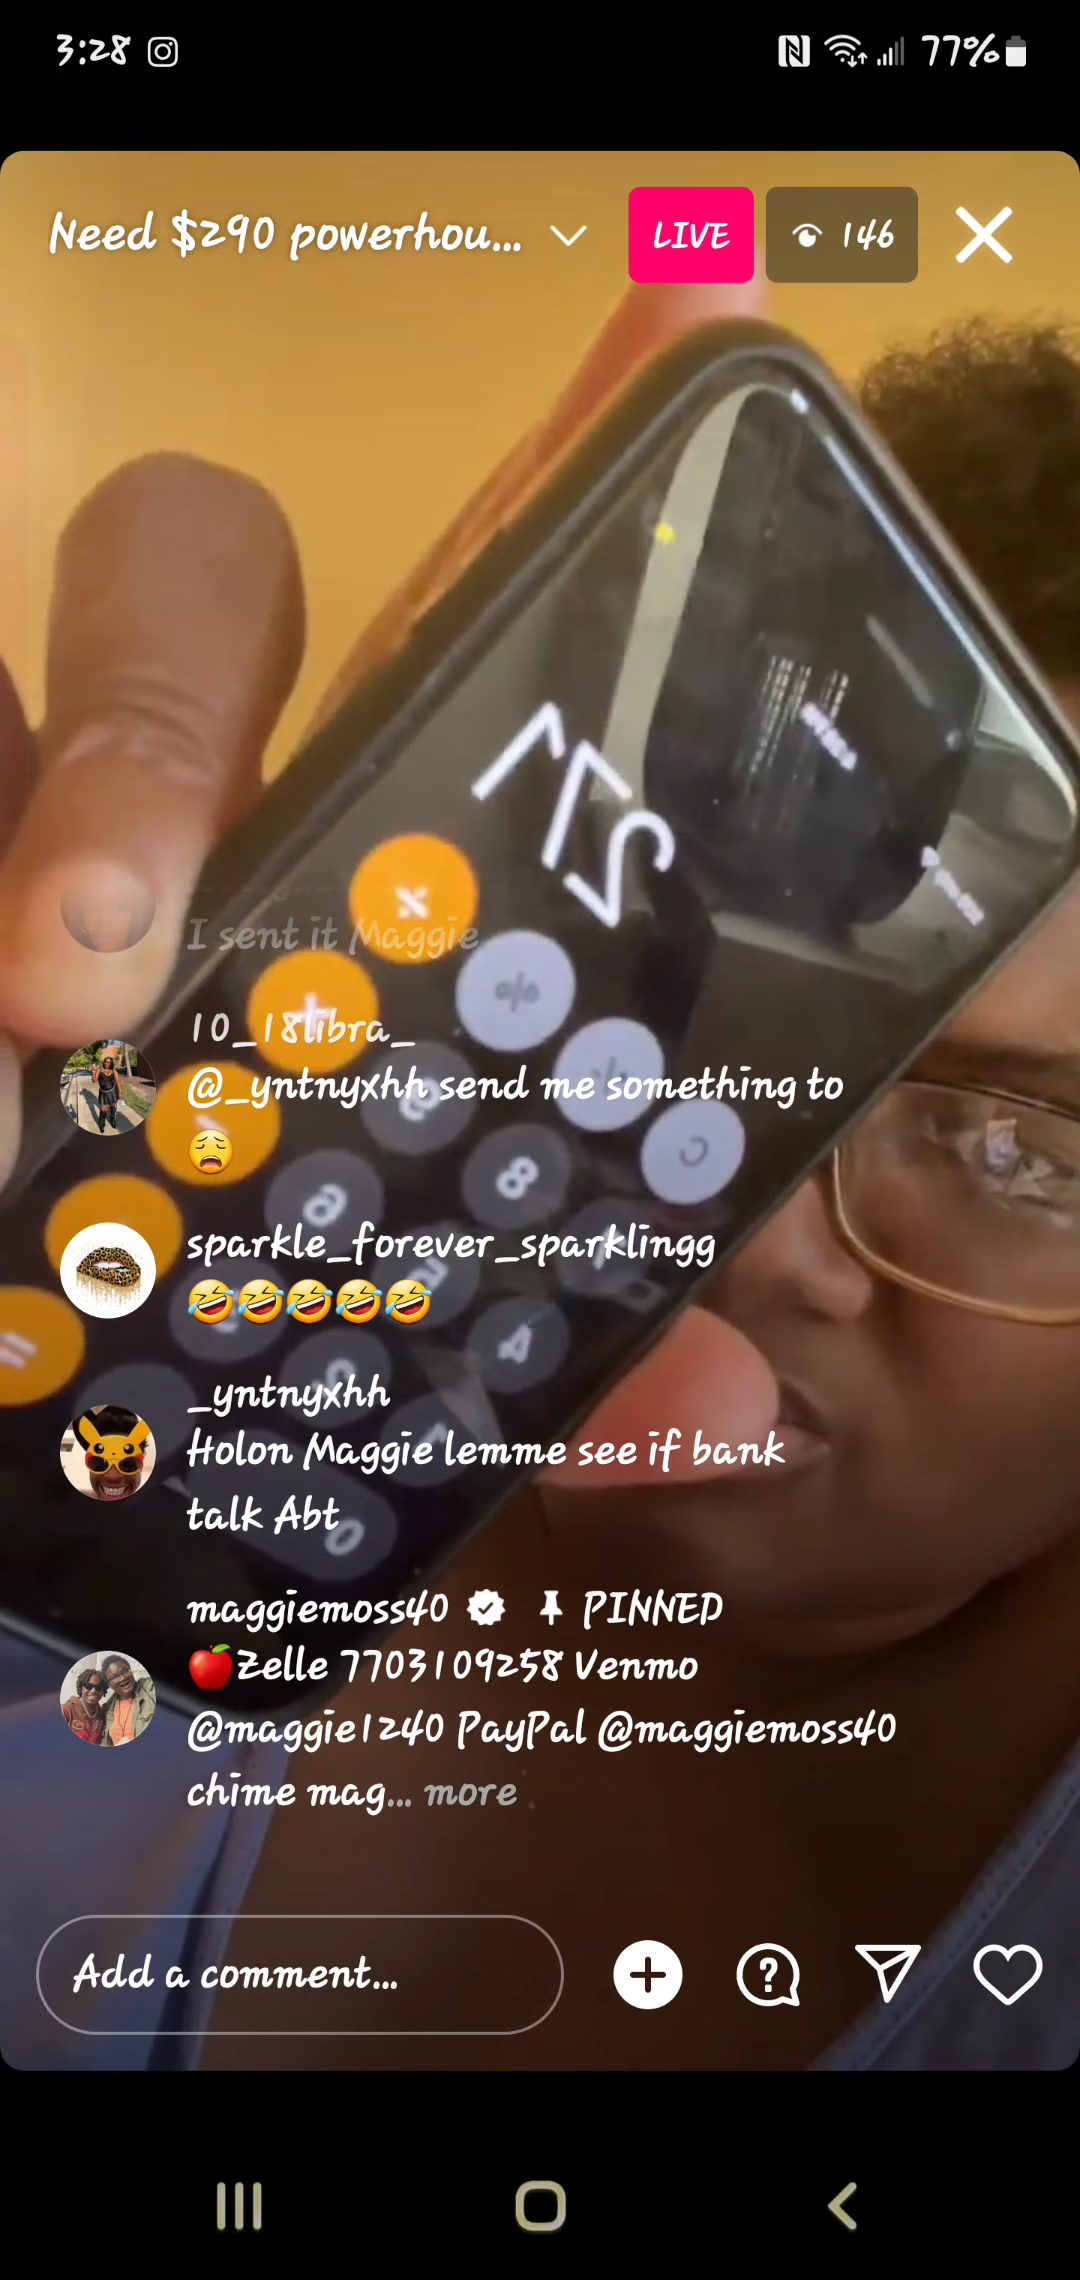 3:28
77%
Need $290 powerhou...
LIVE
146
I sent it Maggie
10_18libra_
@_yntnyxhh send me something to
😩
sparkle_forever_sparklingg
🤣🤣🤣🤣🤣
_yntnyxhh
Holon Maggie lemme see if bank
talk Abt
maggiemoss40 PINNED
🍎Zelle 7703109258 Venmo
@maggie1240 PayPal @maggiemoss40
chime mag... more
Add a comment...